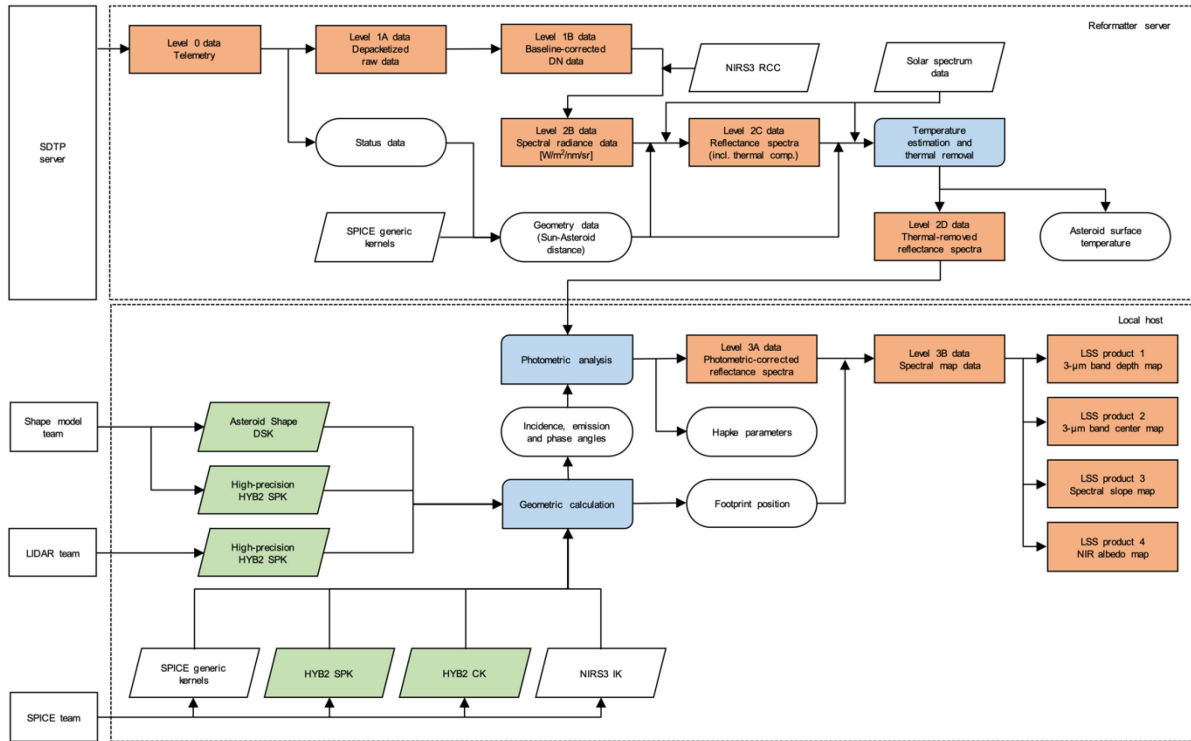 Reformatter server
SDTP
server
Level 0 data
Telemetry
Level 1A data
Depacketized
raw data
Level 1B data
Baseline-corrected
DN data
NIRS3 RCC
Solar spectrum
data
Status data
Level 2B data
Spectral radiance data
[W/m²/nm/sr]
Level 2C data
Reflectance spectra
(incl. thermal comp.)
Temperature
estimation and
thermal removal
SPICE generic
kernels
Geometry data
(Sun-Asteroid
distance)
Level 2D data
Thermal-removed
reflectance spectra
Asteroid surface
temperature
Local host
Photometric analysis
Level 3A data
Photometric-corrected
reflectance spectra
Level 3B data
Spectral map data
LSS product 1
3-μm band depth map
Shape model
team
Asteroid Shape
DSK
Incidence, emission
and phase angles
Hapke parameters
LSS product 2
3-μm band center map
High-precision
HYB2 SPK
Geometric calculation
Footprint position
LSS product 3
Spectral slope map
LIDAR team
High-precision
HYB2 SPK
LSS product 4
NIR albedo map
SPICE generic
kernels
HYB2 SPK
HYB2 CK
NIRS3 IK
SPICE team